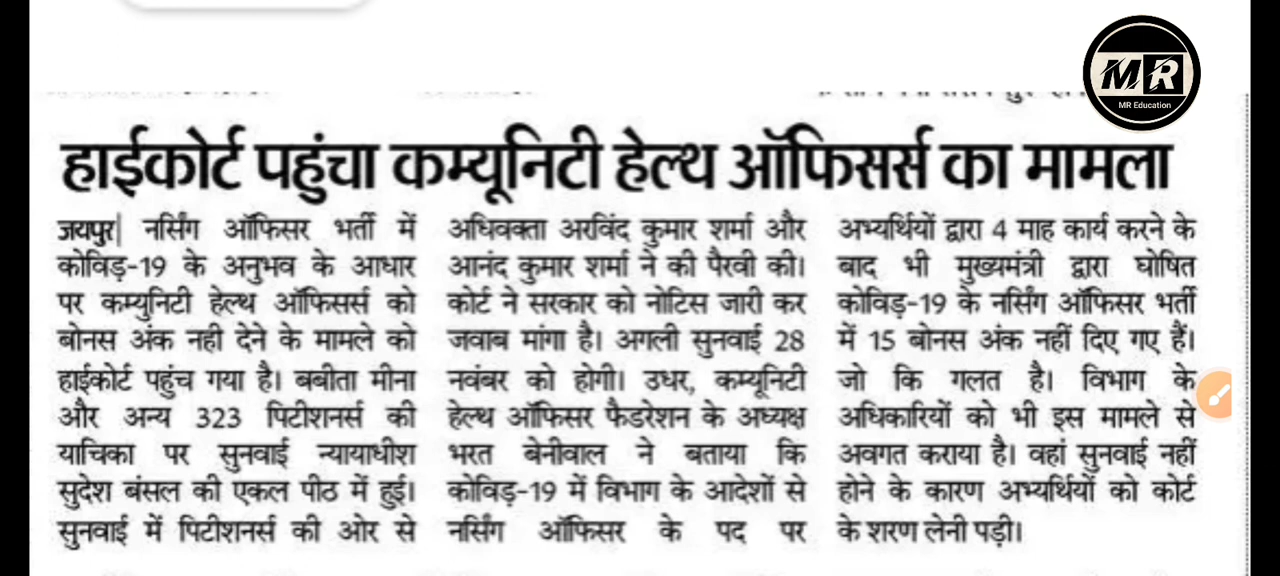 MR
MR Education
हाईकोर्ट पहुंचा कम्यूनिटी हेल्थ ऑफिसर्स का मामला
जयपुर| नर्सिंग ऑफिसर भर्ती में
कोविड़-19 के अनुभव के आधार
पर कम्युनिटी हेल्थ ऑफिसर्स को
बोनस अंक नही देने के मामले को
हाईकोर्ट पहुंच गया है। बबीता मीना
और अन्य 323 पिटीशनर्स की
याचिका पर सुनवाई न्यायाधीश
सुदेश बंसल की एकल पीठ में हुई।
सुनवाई में पिटीशनर्स की ओर से
अधिवक्ता अरविंद कुमार शर्मा और
आनंद कुमार शर्मा ने की पैरवी की।
कोर्ट ने सरकार को नोटिस जारी कर
जवाब मांगा है। अगली सुनवाई 28
नवंबर को होगी। उधर, कम्यूनिटी
हेल्थ ऑफिसर फैडरेशन के अध्यक्ष
भरत बेनीवाल ने बताया कि
कोविड़-19 में विभाग के आदेशों से
नर्सिंग ऑफिसर के पद पर
अभ्यर्थियों द्वारा 4 माह कार्य करने के
बाद भी मुख्यमंत्री द्वारा घोषित
कोविड़-19 के नर्सिंग ऑफिसर भर्ती
में 15 बोनस अंक नहीं दिए गए हैं।
जो कि गलत है। विभाग के
अधिकारियों को भी इस मामले से
अवगत कराया है। वहां सुनवाई नहीं
होने के कारण अभ्यर्थियों को कोर्ट
के शरण लेनी पड़ी।